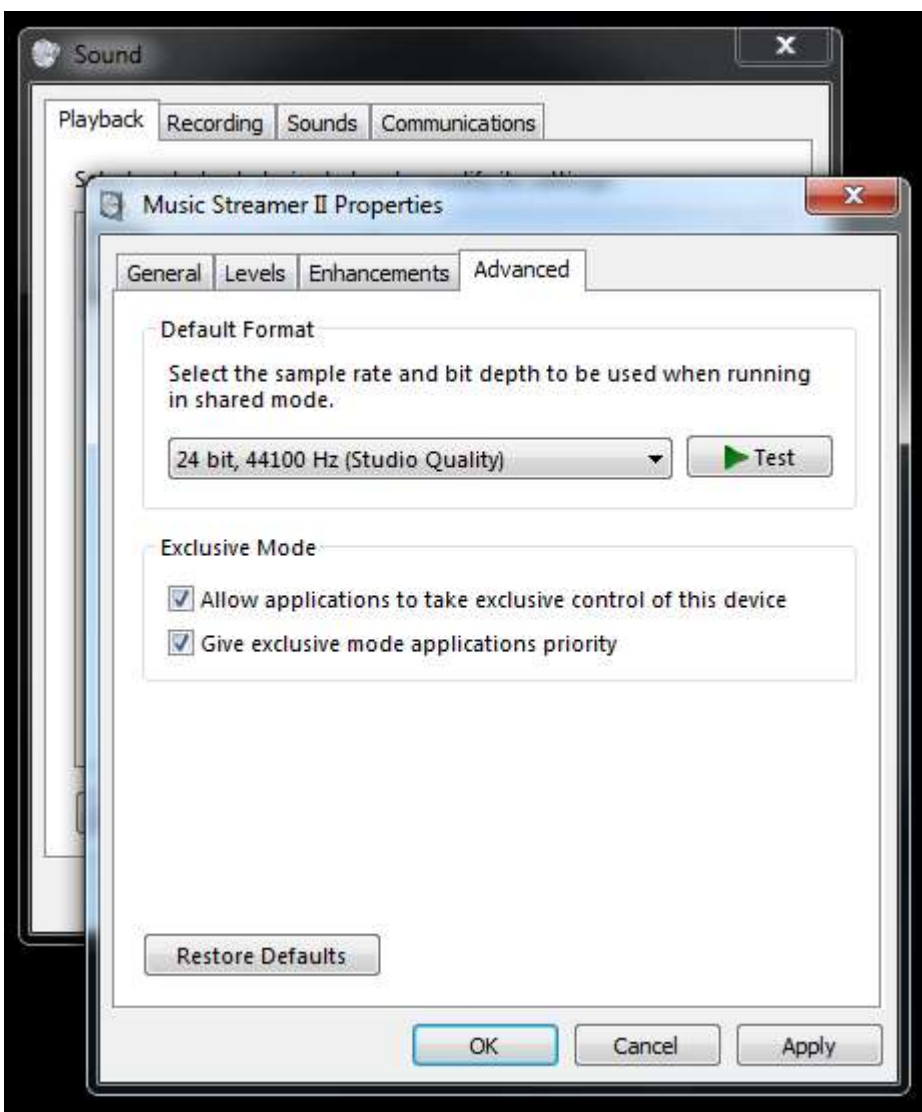 Sound
Playback Recording Sounds Communications
Music Streamer II Properties
General Levels Enhancements Advanced
Default Format
Select the sample rate and bit depth to be used when running
in shared mode.
24 bit, 44100 Hz (Studio Quality)
Test
Exclusive Mode
Allow applications to take exclusive control of this device
Give exclusive mode applications priority
Restore Defaults
OK Cancel Apply